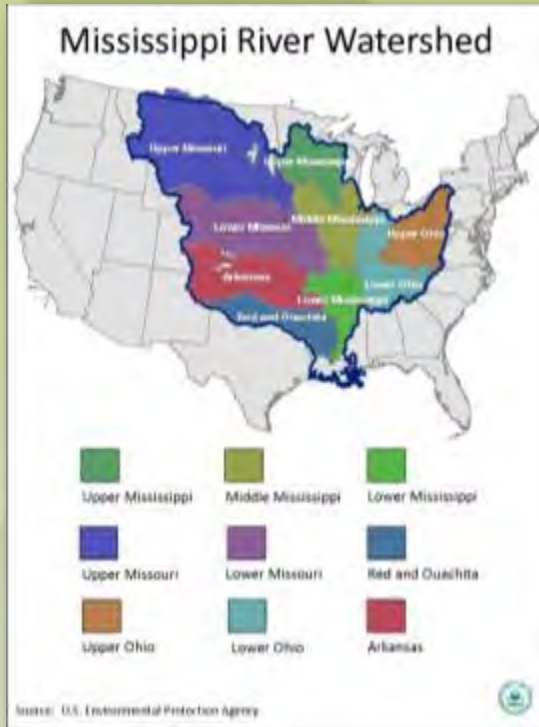 Mississippi River Watershed
Upper Missouri
Upper Mississippi
Middle Mississippi
Lower Missouri
Upper Ohio
Arkansas
Lower Ohio
Lower Mississippi
Red and Ouachita
Upper Mississippi
Middle Mississippi
Lower Mississippi
Upper Missouri
Lower Missouri
Red and Ouachita
Upper Ohio
Lower Ohio
Arkansas
Source: U.S. Environmental Protection Agency